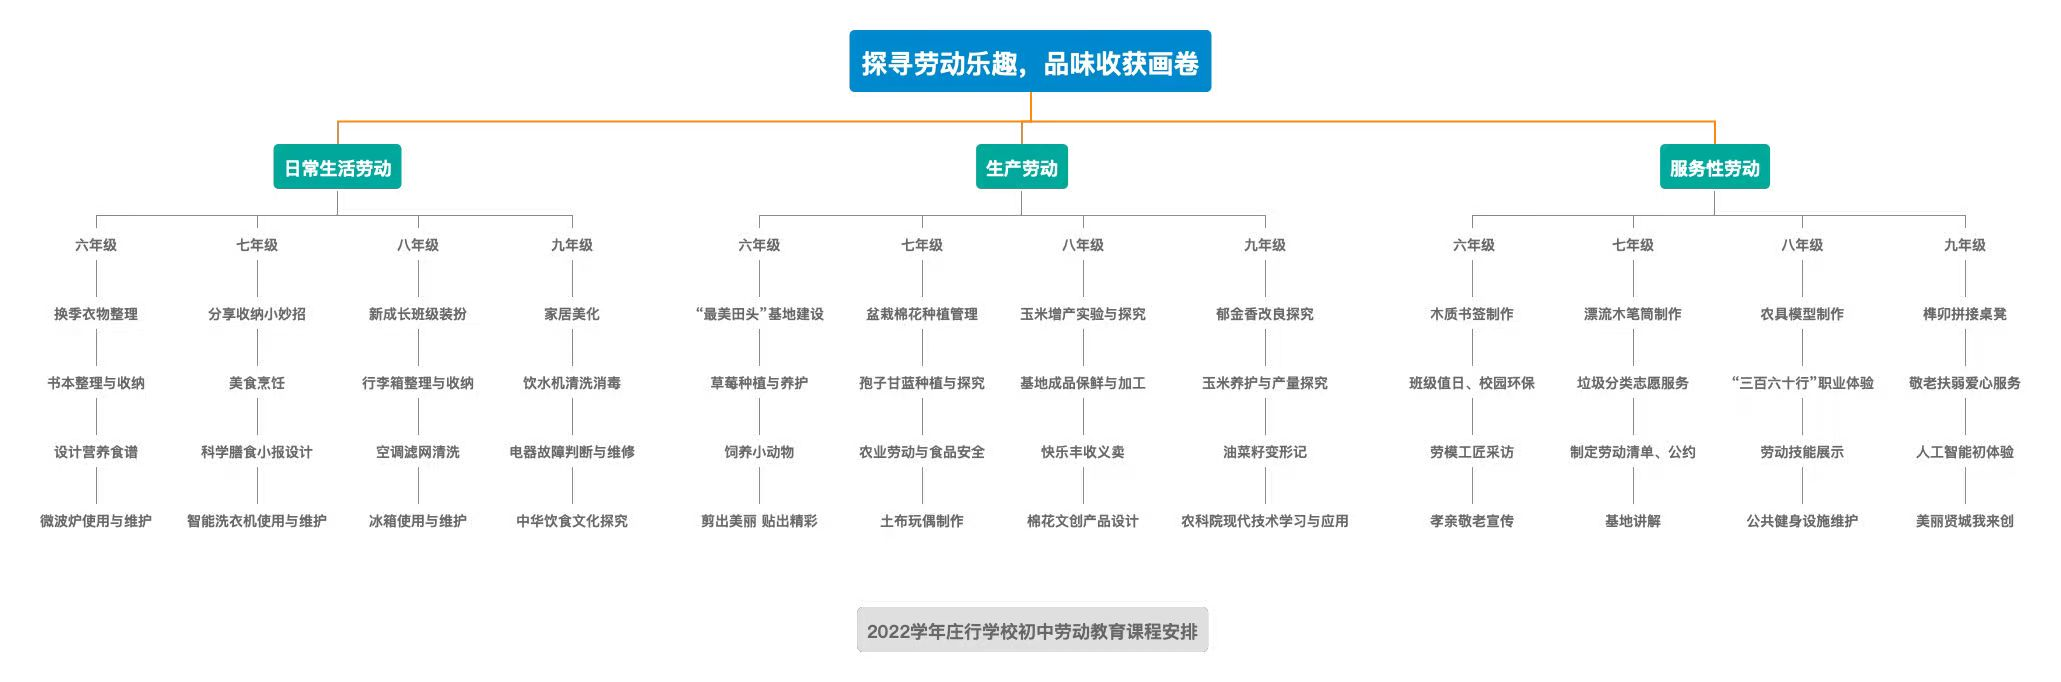 探寻劳动乐趣，品味收获画卷
日常生活劳动
生产劳动
服务性劳动
六年级
七年级
八年级
九年级
六年级
七年级
八年级
九年级
六年级
七年级
八年级
九年级
换季衣物整理
分享收纳小妙招
新成长班级装扮
家居美化
“最美田头”基地建设
盆栽棉花种植管理
玉米增产实验与探究
郁金香改良探究
木质书签制作
漂流木笔筒制作
农具模型制作
榫卯拼接桌凳
书本整理与收纳
美食烹饪
行李箱整理与收纳
饮水机清洗消毒
草莓种植与养护
孢子甘蓝种植与探究
基地成品保鲜与加工
玉米养护与产量探究
班级值日、校园环保
垃圾分类志愿服务
“三百六十行”职业体验
敬老扶弱爱心服务
设计营养食谱
科学膳食小报设计
空调滤网清洗
电器故障判断与维修
饲养小动物
农业劳动与食品安全
快乐丰收义卖
油菜籽变形记
劳模工匠采访
制定劳动清单、公约
劳动技能展示
人工智能初体验
微波炉使用与维护
智能洗衣机使用与维护
冰箱使用与维护
中华饮食文化探究
剪出美丽 贴出精彩
土布玩偶制作
棉花文创产品设计
农科院现代技术学习与应用
孝亲敬老宣传
基地讲解
公共健身设施维护
美丽贤城我来创
2022学年庄行学校初中劳动教育课程安排